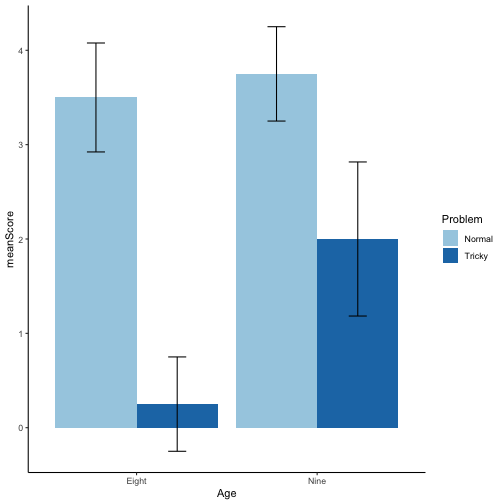 meanScore
4
3
2
1
0
Eight
Nine
Age
Problem
Normal
Tricky